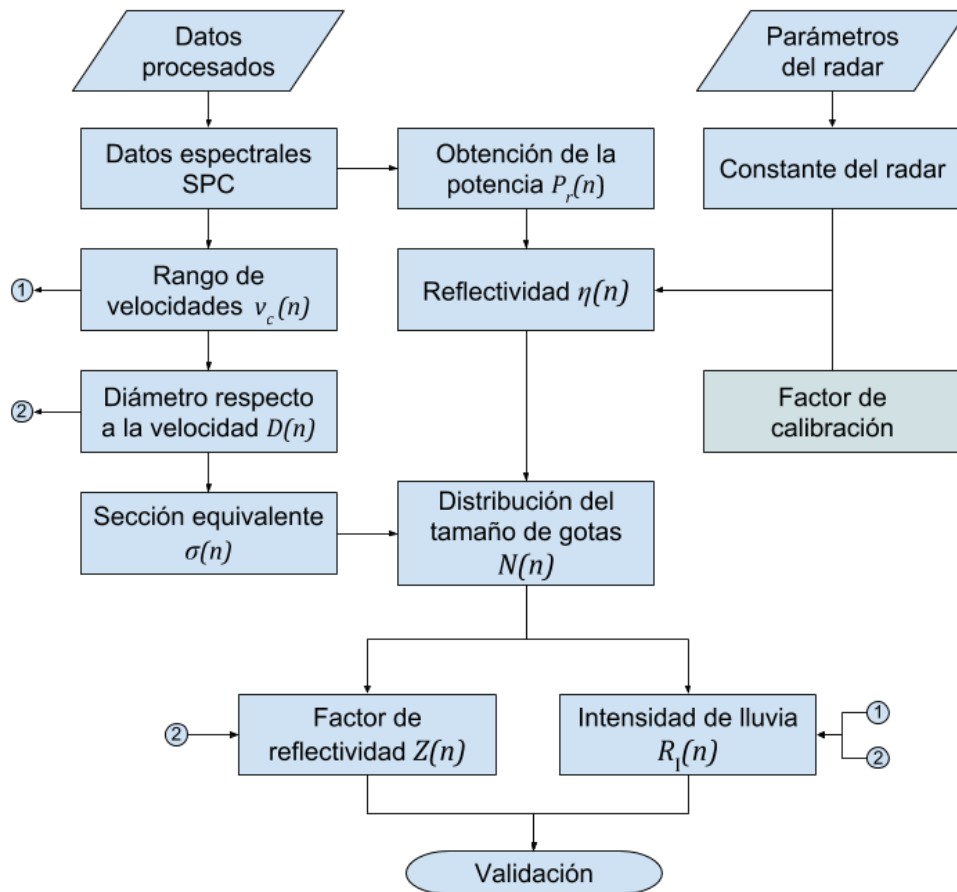 Datos
procesados
Parámetros
del radar
Datos espectrales
SPC
Obtención de la
potencia P_r(n)
Constante del radar
1
Rango de
velocidades v_c(n)
Reflectividad η(n)
2
Diámetro respecto
a la velocidad D(n)
Factor de
calibración
Sección equivalente
σ(n)
Distribución del
tamaño de gotas
N(n)
2
Factor de
reflectividad Z(n)
Intensidad de lluvia
R_I(n)
1
2
Validación